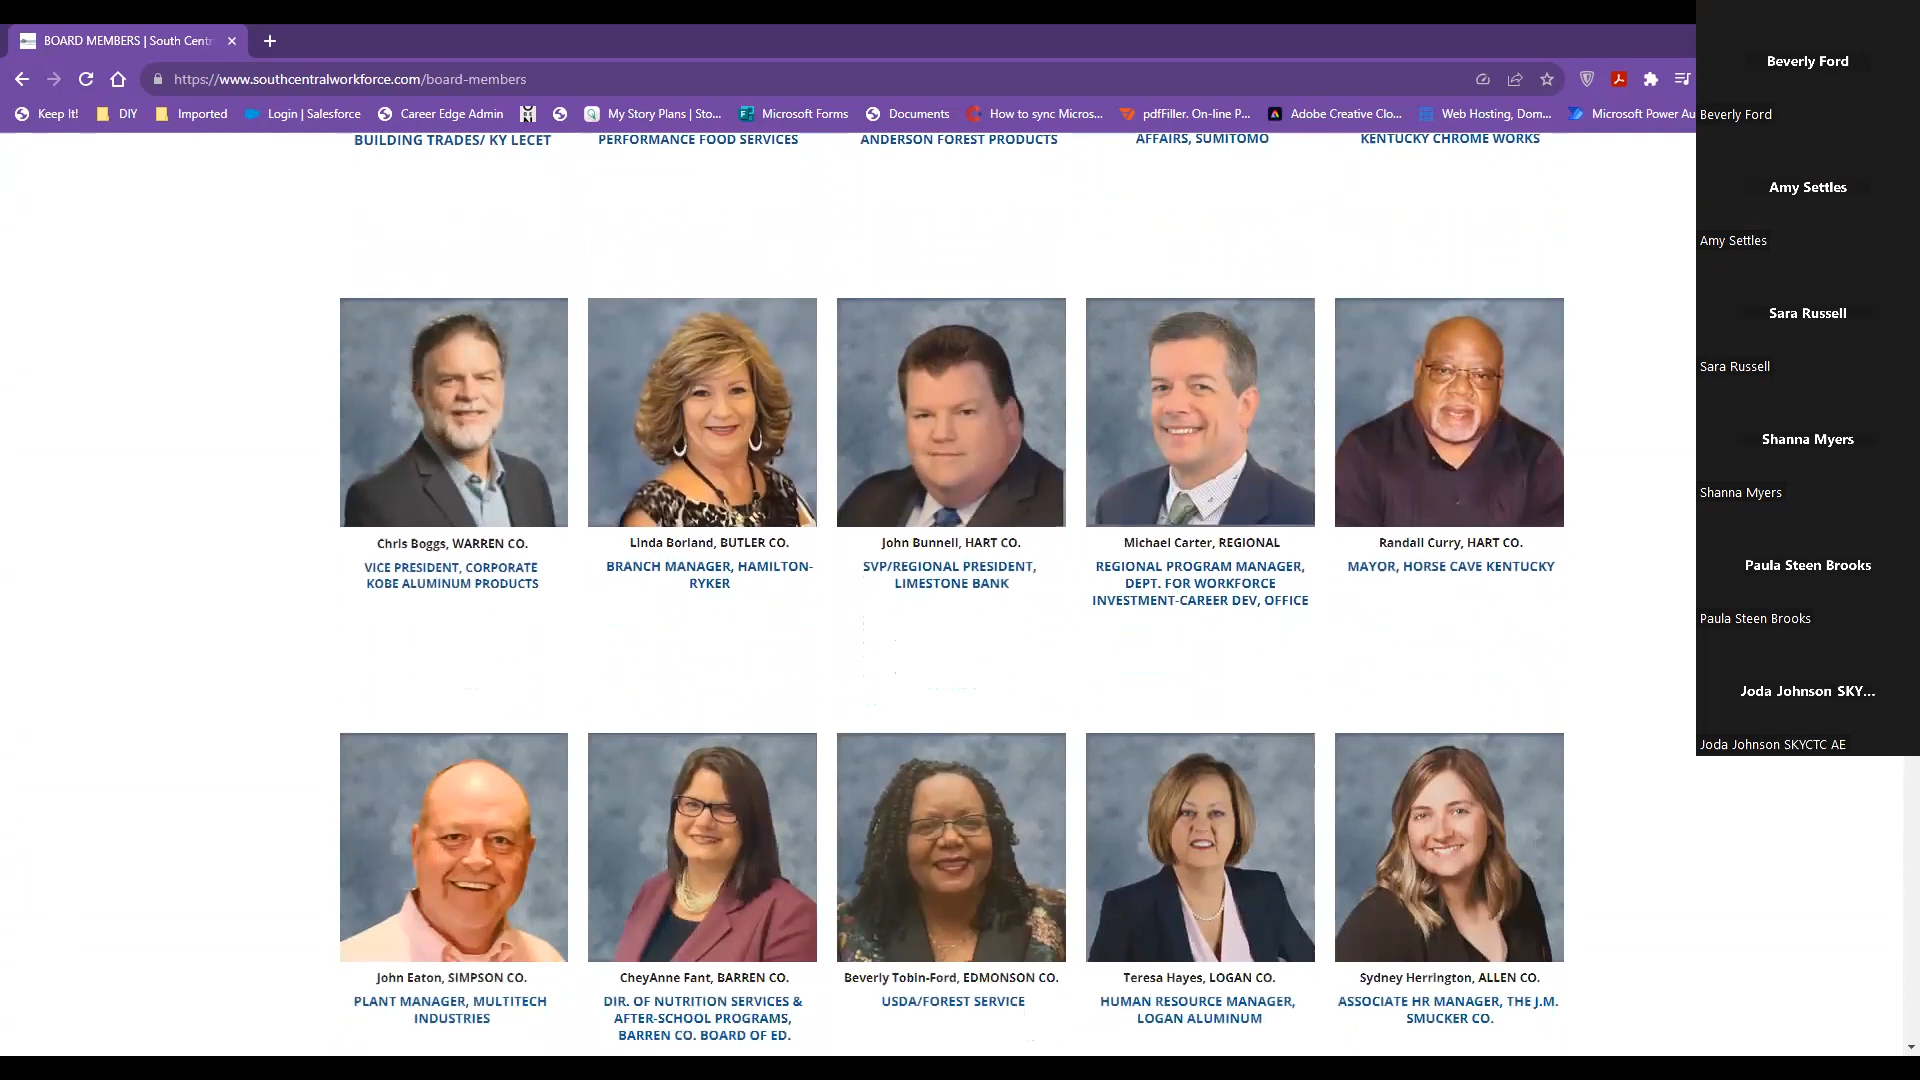 BOARD MEMBERS | South Centr
https://www.southcentralworkforce.com/board-members
Keep It!
DIY
Imported
Login | Salesforce
Career Edge Admin
My Story Plans | Sto...
Microsoft Forms
Documents
How to sync Micros...
pdfFiller. On-line P...
Adobe Creative Clo...
Web Hosting, Dom...
Microsoft Power Au
BUILDING TRADES/ KY LECET
PERFORMANCE FOOD SERVICES
ANDERSON FOREST PRODUCTS
AFFAIRS, SUMITOMO
KENTUCKY CHROME WORKS
Chris Boggs, WARREN CO.
VICE PRESIDENT, CORPORATE
KOBE ALUMINUM PRODUCTS
Linda Borland, BUTLER CO.
BRANCH MANAGER, HAMILTON-
RYKER
John Bunnell, HART CO.
SVP/REGIONAL PRESIDENT,
LIMESTONE BANK
Michael Carter, REGIONAL
REGIONAL PROGRAM MANAGER,
DEPT. FOR WORKFORCE
INVESTMENT-CAREER DEV, OFFICE
Randall Curry, HART CO.
MAYOR, HORSE CAVE KENTUCKY
John Eaton, SIMPSON CO.
PLANT MANAGER, MULTITECH
INDUSTRIES
CheyAnne Fant, BARREN CO.
DIR. OF NUTRITION SERVICES &
AFTER-SCHOOL PROGRAMS,
BARREN CO. BOARD OF ED.
Beverly Tobin-Ford, EDMONSON CO.
USDA/FOREST SERVICE
Teresa Hayes, LOGAN CO.
HUMAN RESOURCE MANAGER,
LOGAN ALUMINUM
Sydney Herrington, ALLEN CO.
ASSOCIATE HR MANAGER, THE J.M.
SMUCKER CO.
Beverly Ford
Beverly Ford
Amy Settles
Amy Settles
Sara Russell
Sara Russell
Shanna Myers
Shanna Myers
Paula Steen Brooks
Paula Steen Brooks
Joda Johnson SKY...
Joda Johnson SKYCTC AE